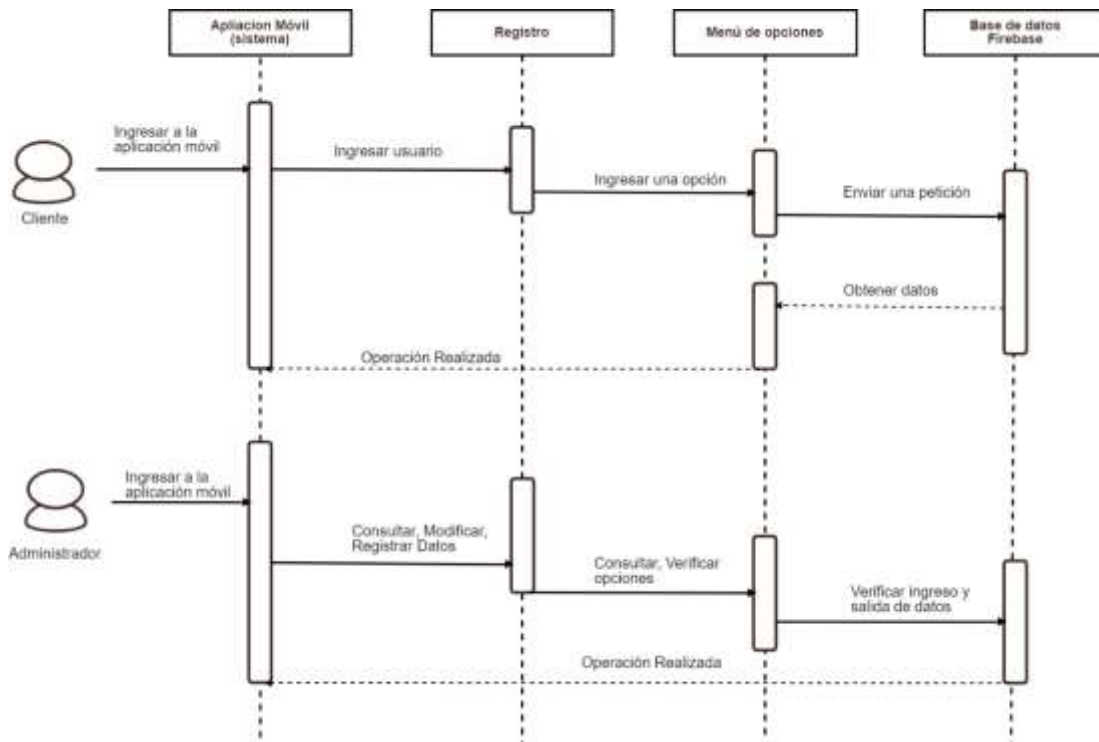 Apliacion Móvil
(sistema)
Registro
Menú de opciones
Base de datos
Firebase
Ingresar a la
aplicación móvil
Ingresar usuario
Ingresar una opción
Enviar una petición
Cliente
Obtener datos
Operación Realizada
Ingresar a la
aplicación móvil
Administrador
Consultar, Modificar,
Registrar Datos
Consultar, Verificar
opciones
Verificar ingreso y
salida de datos
Operación Realizada